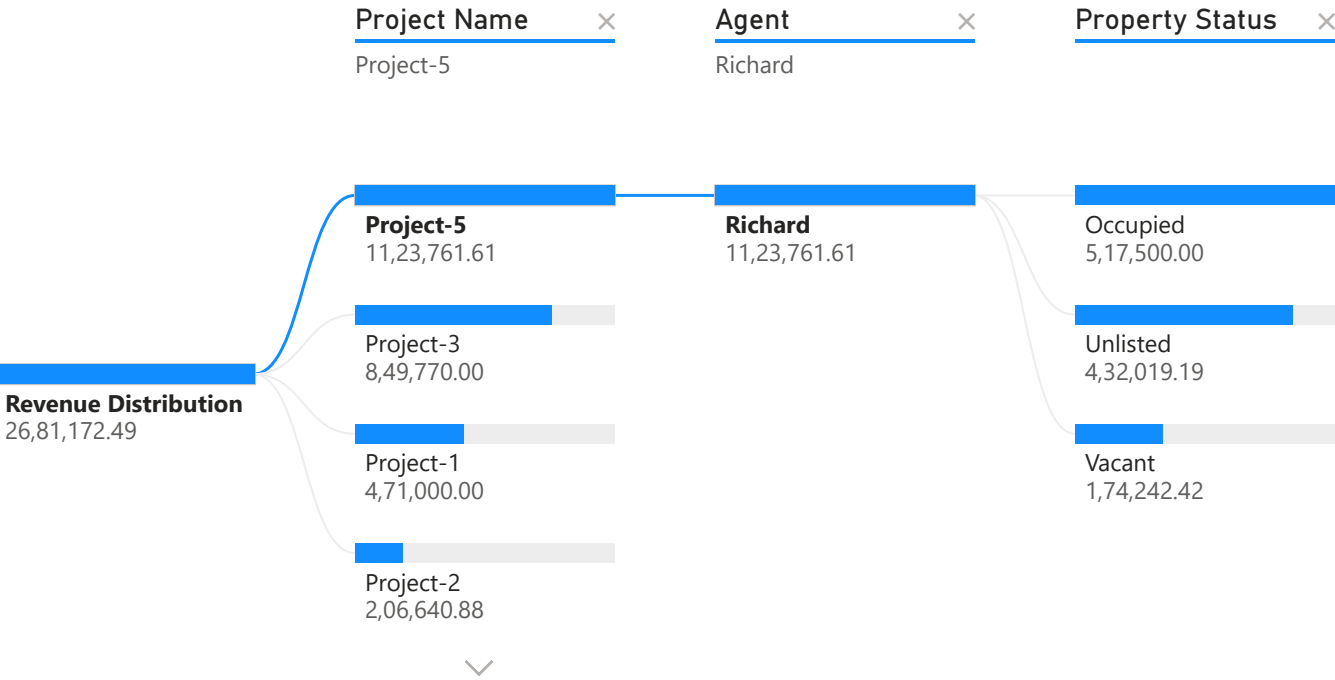 Project Name
Agent
Property Status
Project-5
Richard
Project-5
11,23,761.61
Richard
11,23,761.61
Occupied
5,17,500.00
Project-3
8,49,770.00
Unlisted
4,32,019.19
Revenue Distribution
26,81,172.49
Project-1
4,71,000.00
Vacant
1,74,242.42
Project-2
2,06,640.88